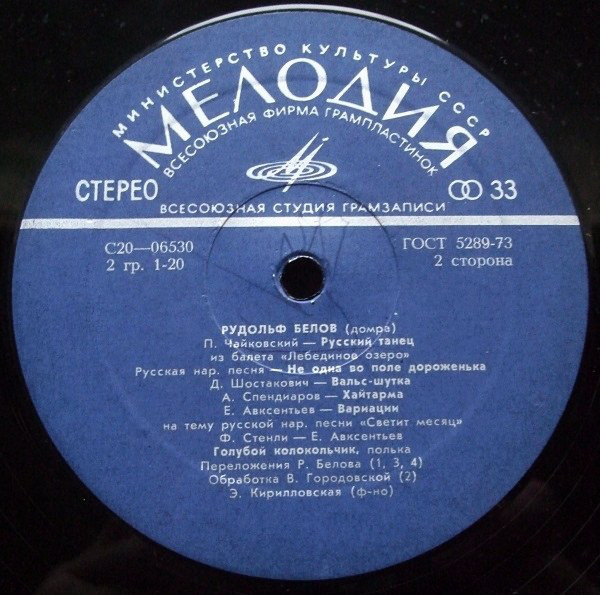 МИНИСТЕРСТВО КУЛЬТУРЫ СССР
МЕЛОДИЯ
ВСЕСОЮЗНАЯ ФИРМА ГРАМПЛАСТИНОК
СТЕРЕО
33
ВСЕСОЮЗНАЯ СТУДИЯ ГРАМЗАПИСИ
С20—06530
ГОСТ 5289-73
2 гр. 1-20
2 сторона
РУДОЛЬФ БЕЛОВ (домра)
П. Чайковский — Русский танец
из балета «Лебединое озеро»
Русская нар. песня — Не одна во поле дороженька
Д. Шостакович — Вальс-шутка
А. Спендиаров — Хайтарма
Е. Авксентьев — Вариации
на тему русской нар. песни «Светит месяц»
Ф. Стенли — Е. Авксентьев
Голубой колокольчик, полька
Переложения Р. Белова (1, 3, 4)
Обработка В. Городовской (2)
Э. Кирилловская (ф-но)